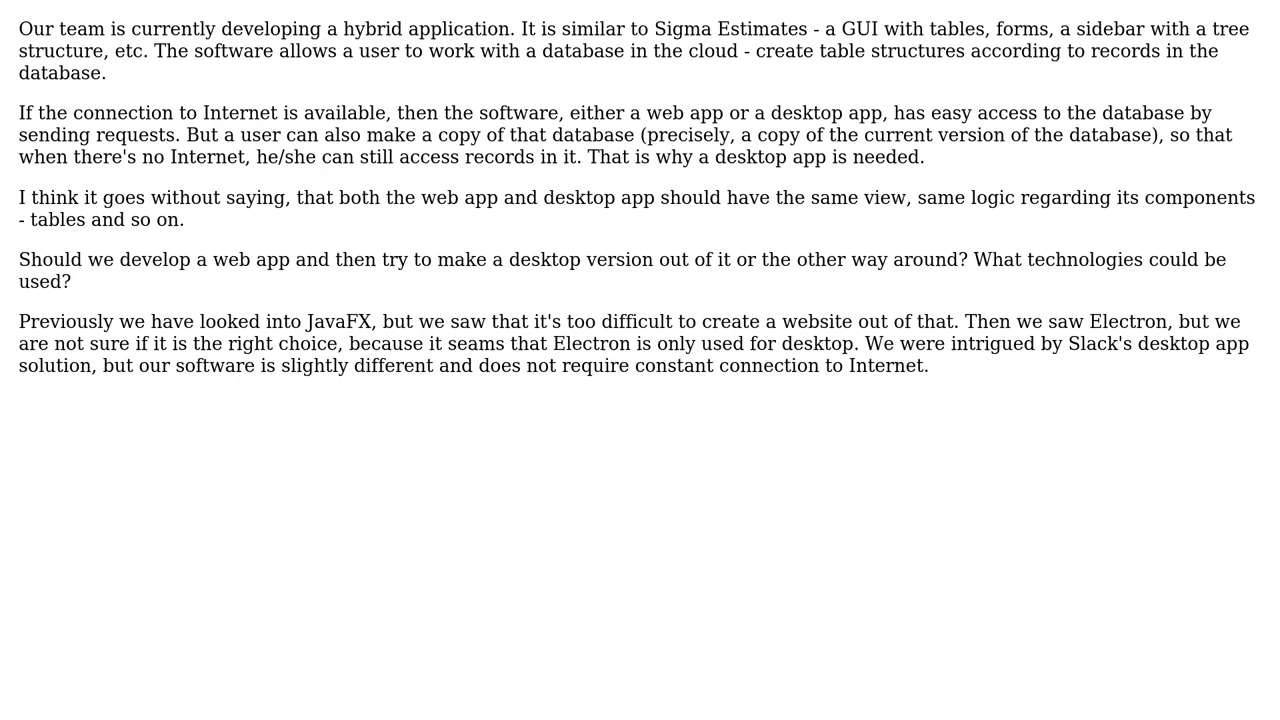 Our team is currently developing a hybrid application. It is similar to Sigma Estimates - a GUI with tables, forms, a sidebar with a tree
structure, etc. The software allows a user to work with a database in the cloud - create table structures according to records in the
database.
If the connection to Internet is available, then the software, either a web app or a desktop app, has easy access to the database by
sending requests. But a user can also make a copy of that database (precisely, a copy of the current version of the database), so that
when there's no Internet, he/she can still access records in it. That is why a desktop app is needed.
I think it goes without saying, that both the web app and desktop app should have the same view, same logic regarding its components
- tables and so on.
Should we develop a web app and then try to make a desktop version out of it or the other way around? What technologies could be
used?
Previously we have looked into JavaFX, but we saw that it's too difficult to create a website out of that. Then we saw Electron, but we
are not sure if it is the right choice, because it seams that Electron is only used for desktop. We were intrigued by Slack's desktop app
solution, but our software is slightly different and does not require constant connection to Internet.